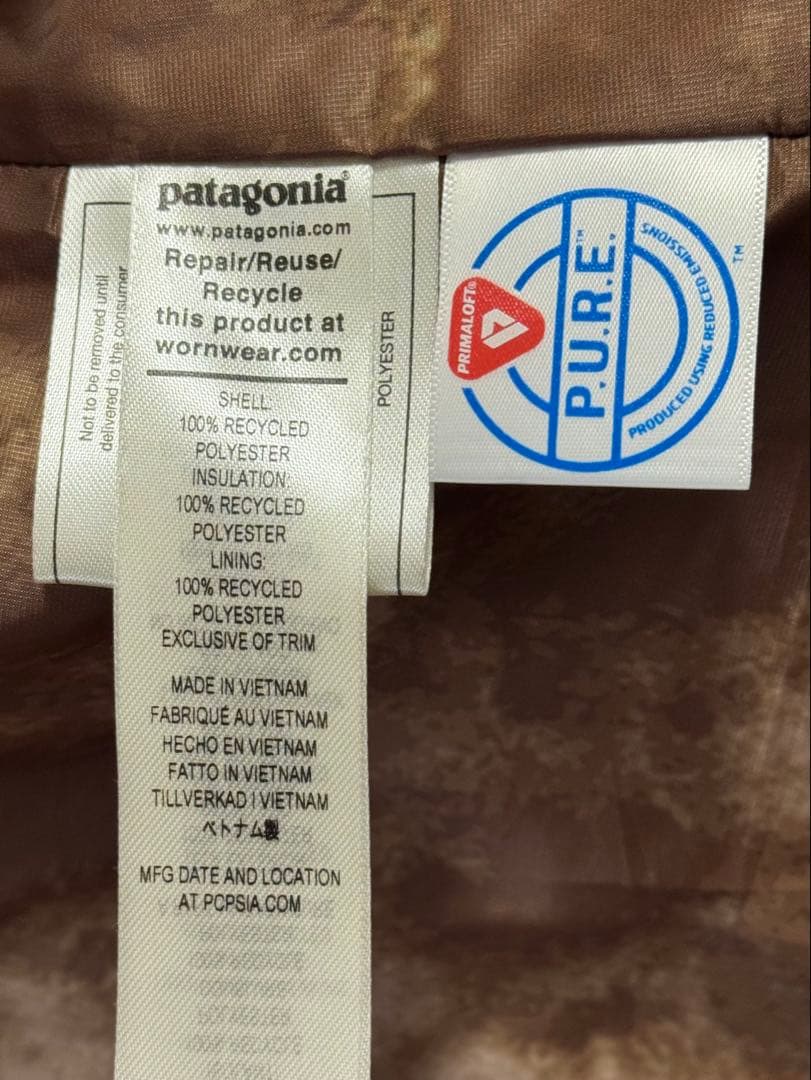 patagonia®
www.patagonia.com
Repair/Reuse/
Recycle
this product at
wornwear.com
SHELL:
100% RECYCLED
POLYESTER
INSULATION:
100% RECYCLED
POLYESTER
LINING:
100% RECYCLED
POLYESTER
EXCLUSIVE OF TRIM
MADE IN VIETNAM
FABRIQUÉ AU VIETNAM
HECHO EN VIETNAM
FATTO IN VIETNAM
TILLVERKAD I VIETNAM
ベトナム製
MFG DATE AND LOCATION
AT PCPSIA.COM
Not to be removed until
delivered to the consumer
POLYESTER
PRIMALOFT®
P.U.R.E.™
PRODUCED USING REDUCED EMISSIONS
™